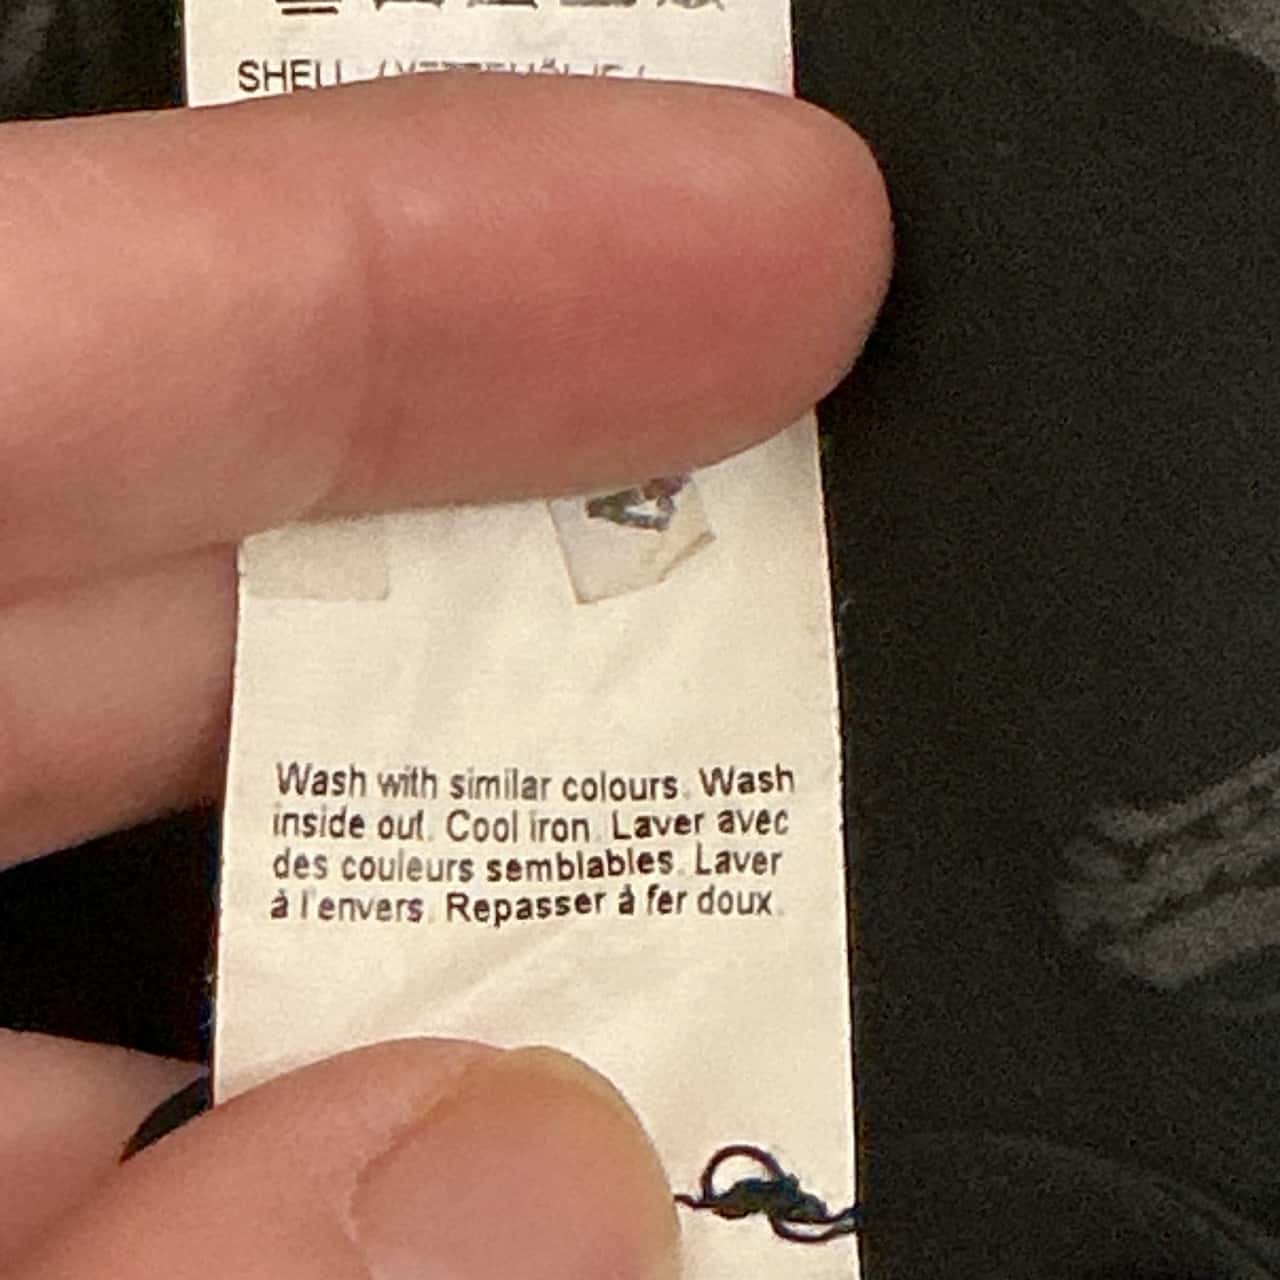 SHELL /
Wash with similar colours. Wash
inside out. Cool iron. Laver avec
des couleurs semblables. Laver
à l'envers. Repasser à fer doux.